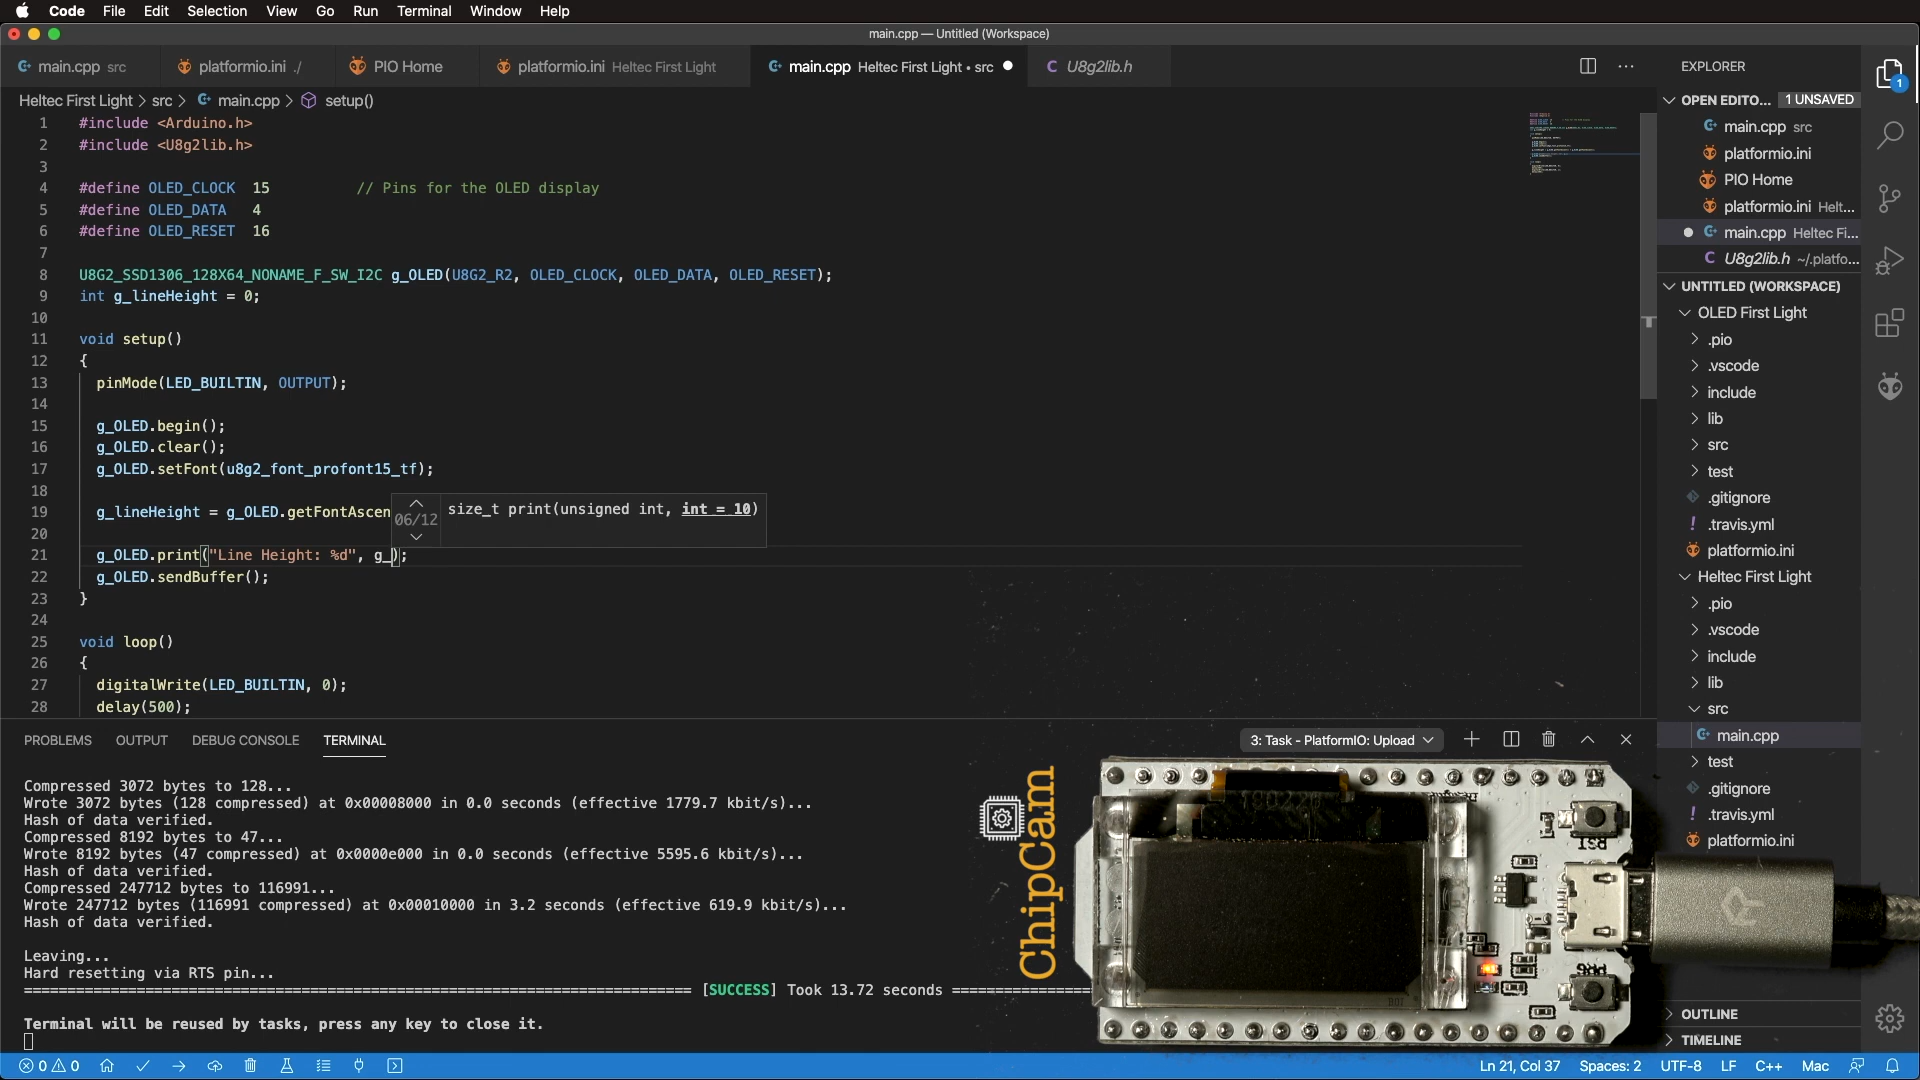 Code File Edit Selection View Go Run Terminal Window Help
main.cpp — Untitled (Workspace)
main.cpp src platformio.ini ./ PIO Home platformio.ini Heltec First Light main.cpp Heltec First Light • src U8g2lib.h
Heltec First Light > src > main.cpp > setup()
1 #include <Arduino.h>
2 #include <U8g2lib.h>
3
4 #define OLED_CLOCK 15 // Pins for the OLED display
5 #define OLED_DATA 4
6 #define OLED_RESET 16
7
8 U8G2_SSD1306_128X64_NONAME_F_SW_I2C g_OLED(U8G2_R2, OLED_CLOCK, OLED_DATA, OLED_RESET);
9 int g_lineHeight = 0;
10
11 void setup()
12 {
13 pinMode(LED_BUILTIN, OUTPUT);
14
15 g_OLED.begin();
16 g_OLED.clear();
17 g_OLED.setFont(u8g2_font_profont15_tf);
18
19 g_lineHeight = g_OLED.getFontAscen
06/12 size_t print(unsigned int, int = 10)
20
21 g_OLED.print("Line Height: %d", g_);
22 g_OLED.sendBuffer();
23 }
24
25 void loop()
26 {
27 digitalWrite(LED_BUILTIN, 0);
28 delay(500);
PROBLEMS OUTPUT DEBUG CONSOLE TERMINAL 3: Task - PlatformIO: Upload
Compressed 3072 bytes to 128...
Wrote 3072 bytes (128 compressed) at 0x00008000 in 0.0 seconds (effective 1779.7 kbit/s)...
Hash of data verified.
Compressed 8192 bytes to 47...
Wrote 8192 bytes (47 compressed) at 0x0000e000 in 0.0 seconds (effective 5595.6 kbit/s)...
Hash of data verified.
Compressed 247712 bytes to 116991...
Wrote 247712 bytes (116991 compressed) at 0x00010000 in 3.2 seconds (effective 619.9 kbit/s)...
Hash of data verified.
Leaving...
Hard resetting via RTS pin...
[SUCCESS] Took 13.72 seconds
Terminal will be reused by tasks, press any key to close it.
ChipCam
RST
PRG
EXPLORER
OPEN EDITO... 1 UNSAVED
main.cpp src
platformio.ini
PIO Home
platformio.ini Helt...
main.cpp Heltec Fi...
U8g2lib.h ~/.platfo...
UNTITLED (WORKSPACE)
OLED First Light
.pio
.vscode
include
lib
src
test
.gitignore
.travis.yml
platformio.ini
Heltec First Light
.pio
.vscode
include
lib
src
main.cpp
test
.gitignore
.travis.yml
platformio.ini
OUTLINE
TIMELINE
1
0 0 Ln 21, Col 37 Spaces: 2 UTF-8 LF C++ Mac